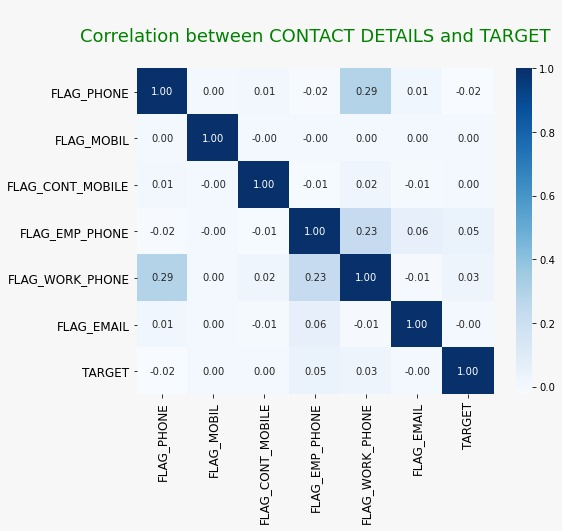 Correlation between CONTACT DETAILS and TARGET
FLAG_PHONE 1.00 0.00 0.01 -0.02 0.29 0.01 -0.02
FLAG_MOBIL 0.00 1.00 -0.00 -0.00 0.00 0.00 0.00
FLAG_CONT_MOBILE 0.01 -0.00 1.00 -0.01 0.02 -0.01 0.00
FLAG_EMP_PHONE -0.02 -0.00 -0.01 1.00 0.23 0.06 0.05
FLAG_WORK_PHONE 0.29 0.00 0.02 0.23 1.00 -0.01 0.03
FLAG_EMAIL 0.01 0.00 -0.01 0.06 -0.01 1.00 -0.00
TARGET -0.02 0.00 0.00 0.05 0.03 -0.00 1.00
FLAG_PHONE
FLAG_MOBIL
FLAG_CONT_MOBILE
FLAG_EMP_PHONE
FLAG_WORK_PHONE
FLAG_EMAIL
TARGET
1.0
0.8
0.6
0.4
0.2
0.0